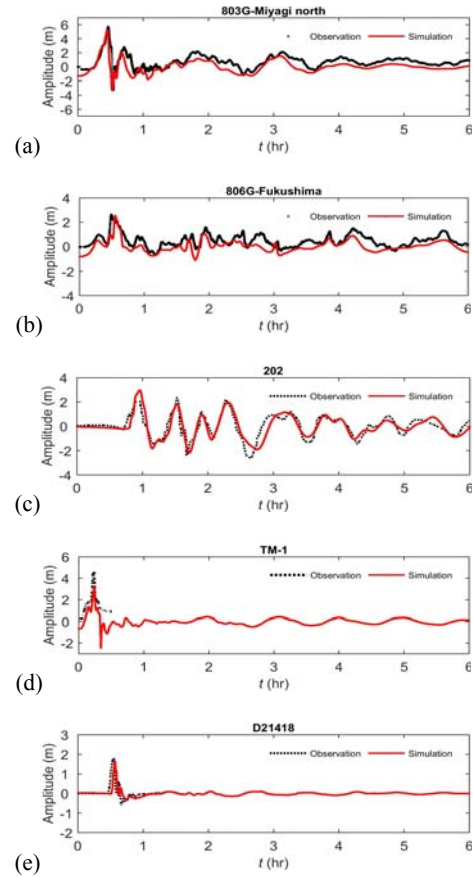 803G-Miyagi north
Observation Simulation
Amplitude (m)
6
4
2
0
-2
-4
-6
0 1 2 3 4 5 6
t (hr)
(a)
806G-Fukushima
Observation Simulation
Amplitude (m)
4
2
0
-2
-4
0 1 2 3 4 5 6
t (hr)
(b)
202
Observation Simulation
Amplitude (m)
4
2
0
-2
-4
0 1 2 3 4 5 6
t (hr)
(c)
TM-1
Observation Simulation
Amplitude (m)
6
4
2
0
-2
0 1 2 3 4 5 6
t (hr)
(d)
D21418
Observation Simulation
Amplitude (m)
3
2
1
0
-1
-2
0 1 2 3 4 5 6
t (hr)
(e)